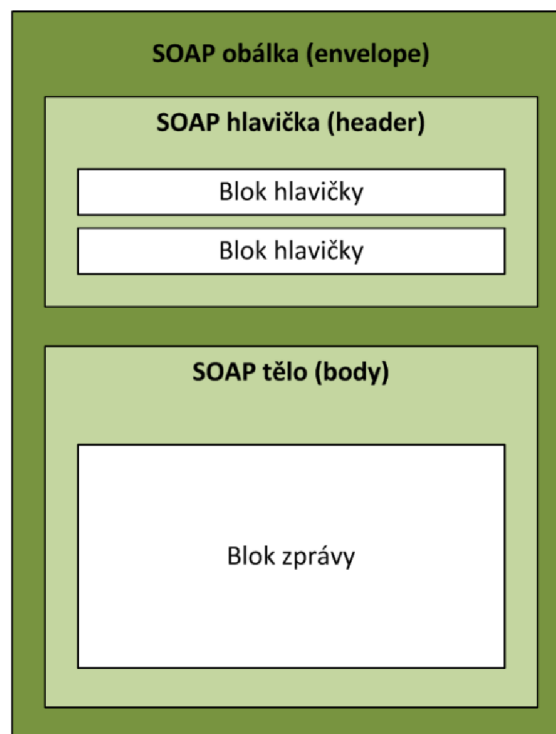 SOAP obálka (envelope)
SOAP hlavička (header)
Blok hlavičky
Blok hlavičky
SOAP tělo (body)
Blok zprávy